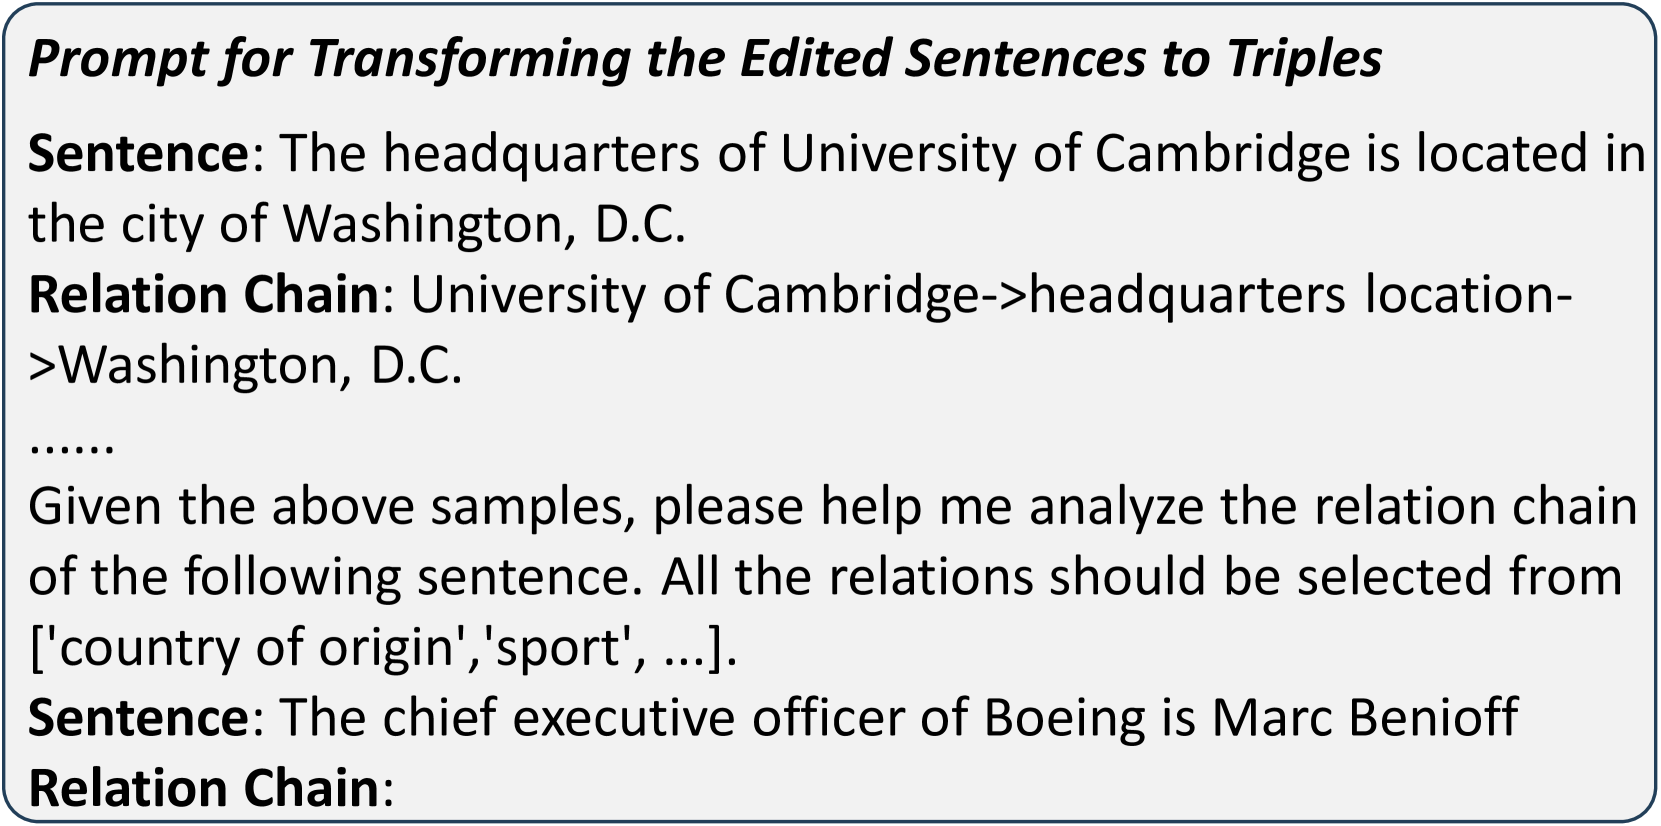 Prompt for Transforming the Edited Sentences to Triples
Sentence: The headquarters of University of Cambridge is located in
the city of Washington, D.C.
Relation Chain: University of Cambridge->headquarters location-
>Washington, D.C.
......
Given the above samples, please help me analyze the relation chain
of the following sentence. All the relations should be selected from
['country of origin','sport', ...].
Sentence: The chief executive officer of Boeing is Marc Benioff
Relation Chain: